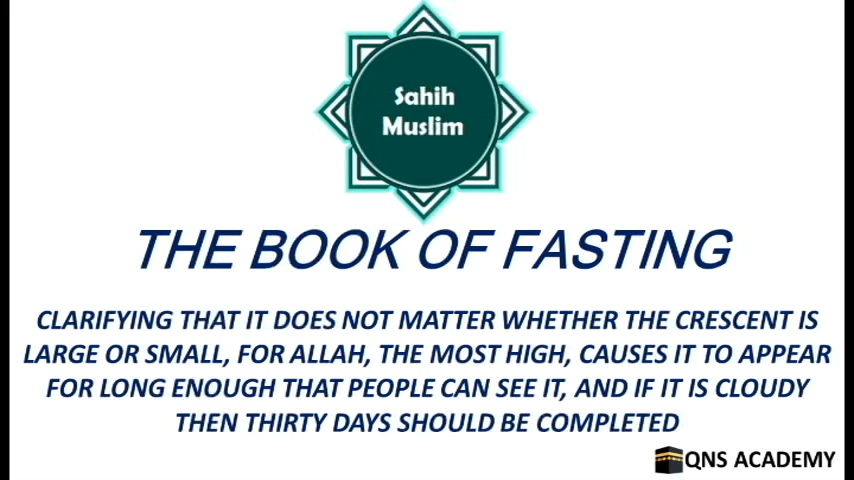 Sahih
Muslim
THE BOOK OF FASTING
CLARIFYING THAT IT DOES NOT MATTER WHETHER THE CRESCENT IS
LARGE OR SMALL, FOR ALLAH, THE MOST HIGH, CAUSES IT TO APPEAR
FOR LONG ENOUGH THAT PEOPLE CAN SEE IT, AND IF IT IS CLOUDY
THEN THIRTY DAYS SHOULD BE COMPLETED
QNS ACADEMY